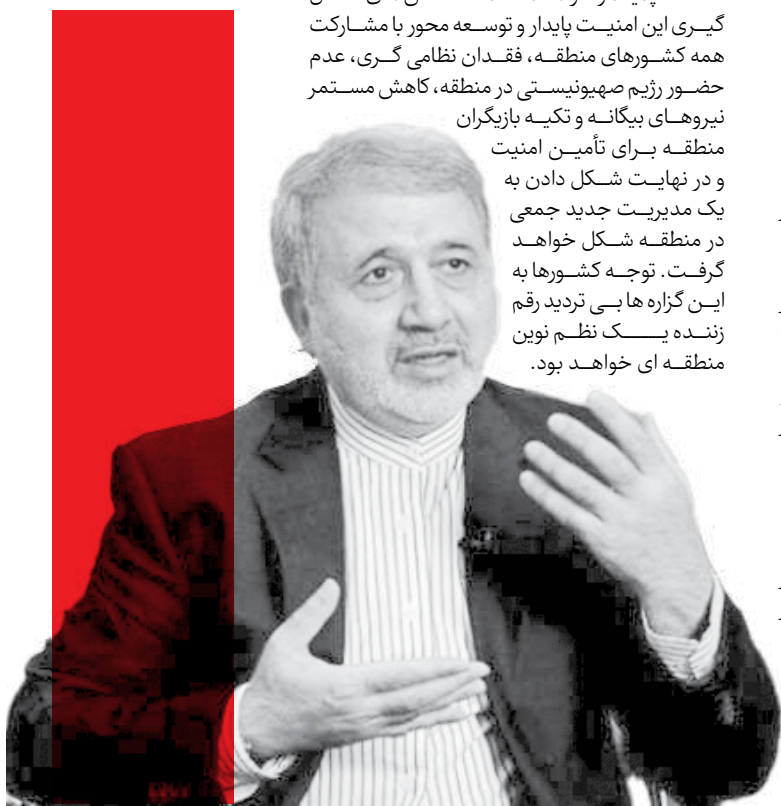 گیری این امنیت پایدار و توسعه محور با مشارکت
همه کشورهای منطقه، فقدان نظامی گری، عدم
حضور رژیم صهیونیستی در منطقه، کاهش مستمر
نیروهای بیگانه و تکیه بازیگران
منطقه برای تأمین امنیت
و در نهایت شکل دادن به
یک مدیریت جدید جمعی
در منطقه شکل خواهد
گرفت. توجه کشورها به
این گزاره ها بی تردید رقم
زننده یک نظم نوین
منطقه ای خواهد بود.